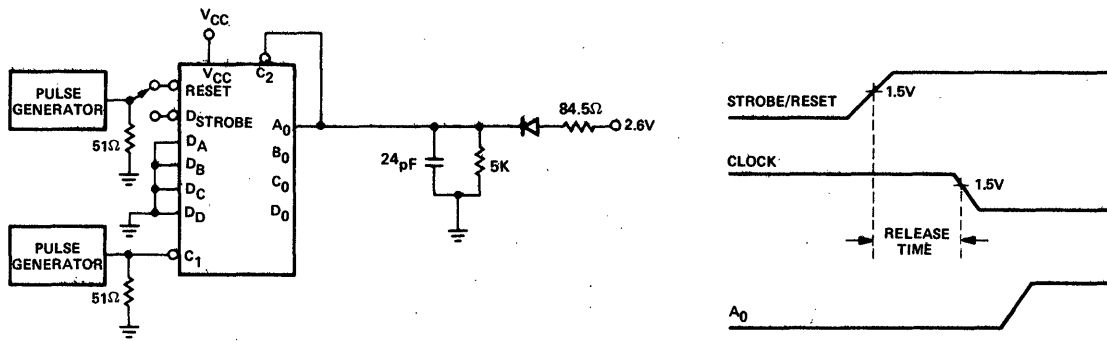 VCC
PULSE
GENERATOR
51Ω
VCC
C2
RESET
DSTROBE
DA
DB
DC
DD
A0
B0
C0
D0
24pF
5K
84.5Ω
2.6V
PULSE
GENERATOR
C1
51Ω
STROBE/RESET
1.5V
CLOCK
1.5V
RELEASE
TIME
A0